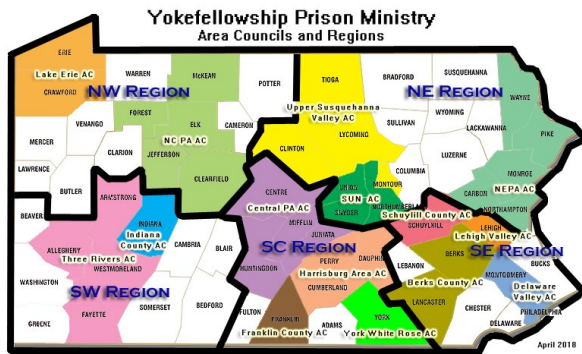 Yokefellowship Prison Ministry
Area Councils and Regions
ERIE
Lake Erie AC
CRAWFORD
WARREN
McKEAN
NW REGION
POTTER
FOREST
ELK
NC PA AC
CAMERON
VENANGO
MERCER
CLARION
JEFFERSON
LAWRENCE
BUTLER
CLEARFIELD
TIOGA
BRADFORD
SUSQUEHANNA
NE REGION
WAYNE
Upper Susquehanna
Valley AC
LYCOMING
SULLIVAN
WYOMING
LACKAWANNA
PIKE
CLINTON
COLUMBIA
LUZERNE
MONROE
UNION
MONTOUR
SUN AC
SNYDER
NORTHUMBERLAND
CARBON
NEPA AC
NORTHAMPTON
BEAVER
ARMSTRONG
INDIANA
Indiana
County AC
ALLEGHENY
Three Rivers AC
WESTMORELAND
CAMBRIA
BLAIR
WASHINGTON
SW REGION
SOMERSET
BEDFORD
GREENE
FAYETTE
CENTRE
Central PA AC
MIFFLIN
JUNIATA
SC REGION
HUNTINGDON
PERRY
DAUPHIN
Harrisburg Area AC
CUMBERLAND
FULTON
FRANKLIN
Franklin County AC
ADAMS
YORK
York White Rose AC
Schuylill County AC
SCHUYLKILL
LEHIGH
Lehigh Valley AC
BERKS
SE REGION
LEBANON
BUCKS
MONTGOMERY
Berks County AC
Delaware
Valley AC
LANCASTER
CHESTER
PHILADELPHIA
DELAWARE
April 2018